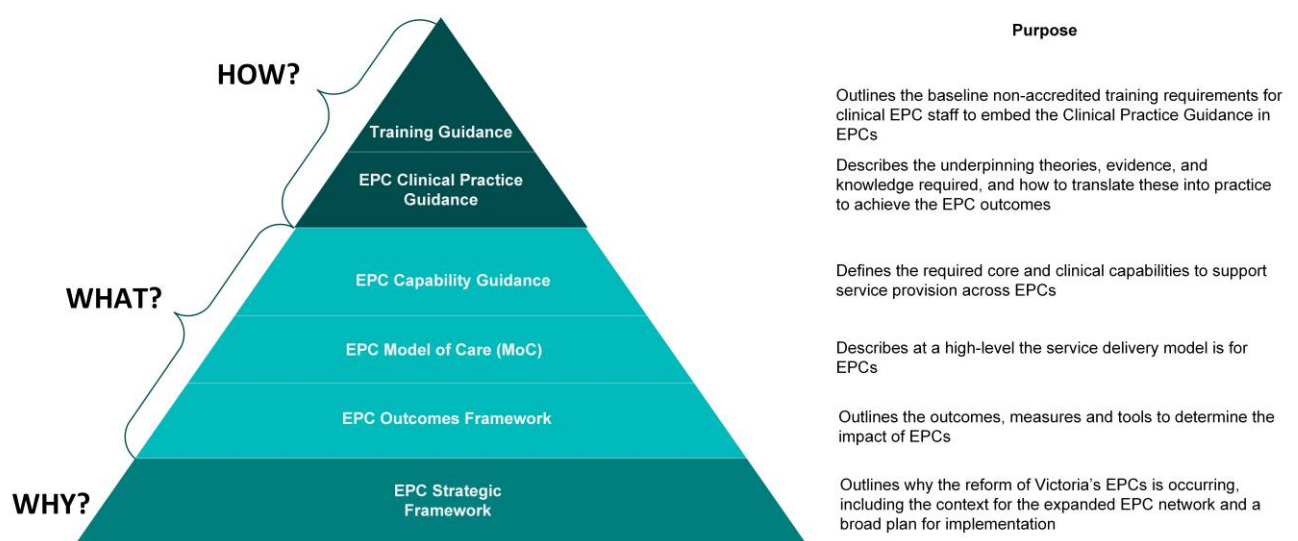 Purpose
HOW?
Training Guidance
Outlines the baseline non-accredited training requirements for
clinical EPC staff to embed the Clinical Practice Guidance in
EPCs
EPC Clinical Practice
Guidance
Describes the underpinning theories, evidence, and
knowledge required, and how to translate these into practice
to achieve the EPC outcomes
WHAT?
EPC Capability Guidance
Defines the required core and clinical capabilities to support
service provision across EPCs
EPC Model of Care (MoC)
Describes at a high-level the service delivery model is for
EPCs
EPC Outcomes Framework
Outlines the outcomes, measures and tools to determine the
impact of EPCs
WHY?
EPC Strategic
Framework
Outlines why the reform of Victoria's EPCs is occurring,
including the context for the expanded EPC network and a
broad plan for implementation